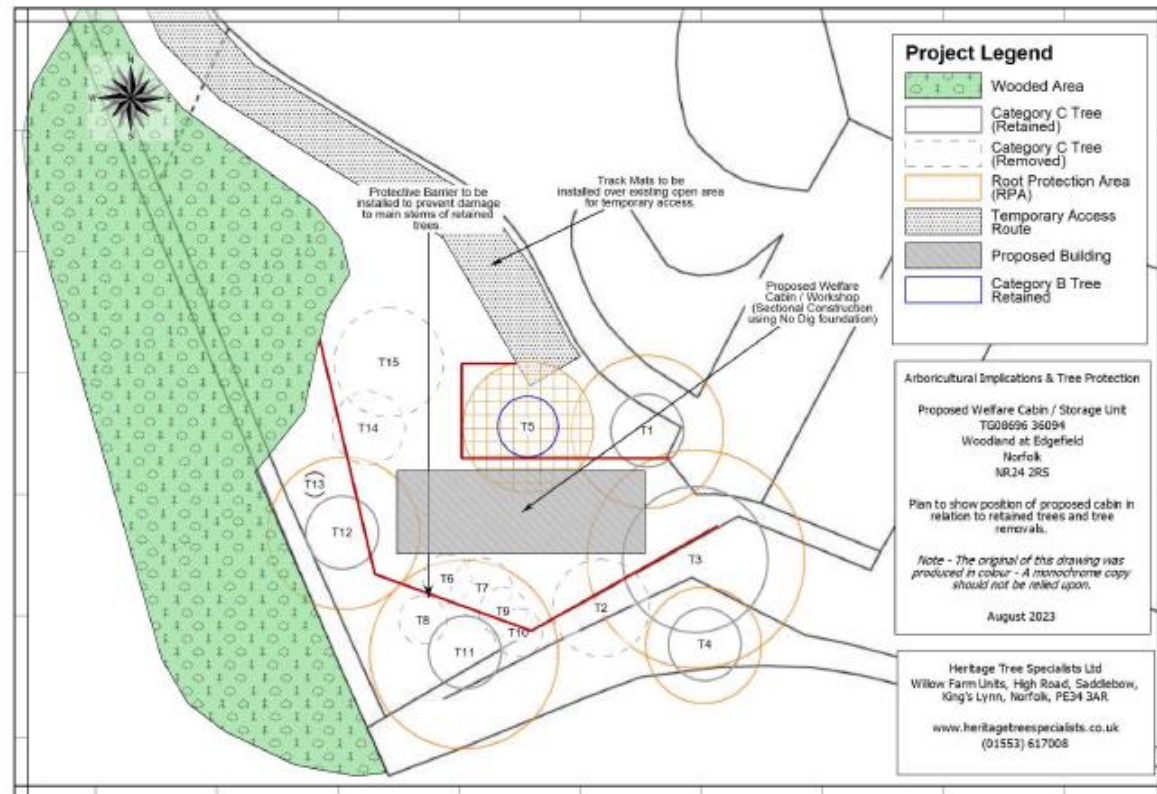 N
W
E
S
Protective Barrier to be
installed to prevent damage
to main stems of retained
trees.
Track Mats to be
installed over existing open area
for temporary access.
Proposed Welfare
Cabin / Workshop
(Sectional Construction
using No Dig foundation)
T15
T14
T5
T1
T13
T12
T3
T6
T7
T8
T9
T10
T2
T11
T4
Project Legend
Wooded Area
Category C Tree
(Retained)
Category C Tree
(Removed)
Root Protection Area
(RPA)
Temporary Access
Route
Proposed Building
Category B Tree
Retained
Arboricultural Implications & Tree Protection
Proposed Welfare Cabin / Storage Unit
TG08696 36094
Woodland at Edgefield
Norfolk
NR24 2RS
Plan to show position of proposed cabin in
relation to retained trees and tree
removals.
Note - The original of this drawing was
produced in colour - A monochrome copy
should not be relied upon.
August 2023
Heritage Tree Specialists Ltd
Willow Farm Units, High Road, Saddlebow,
King's Lynn, Norfolk, PE34 3AR
www.heritagetreespecialists.co.uk
(01553) 617008